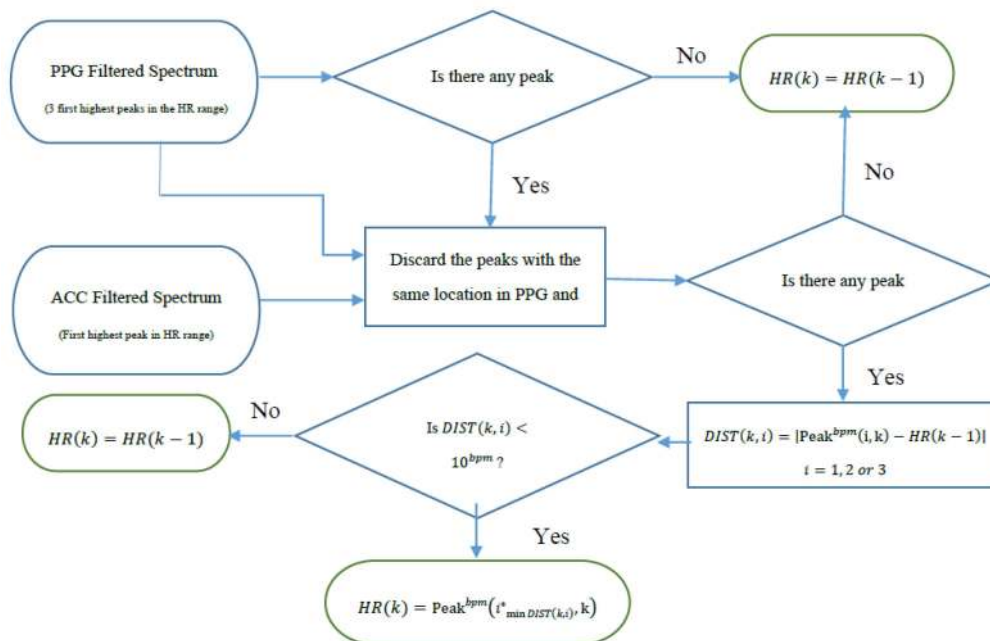 PPG Filtered Spectrum
(3 first highest peaks in the HR range)
Is there any peak
No
HR(k) = HR(k − 1)
Yes
No
Discard the peaks with the
same location in PPG and
Is there any peak
ACC Filtered Spectrum
(First highest peak in HR range)
Yes
No
HR(k) = HR(k − 1)
Is DIST(k, i) <
10^bpm ?
DIST(k, i) = |Peak^bpm(i, k) − HR(k − 1)|
i = 1, 2 or 3
Yes
HR(k) = Peak^bpm(i*_min DIST(k,i), k)